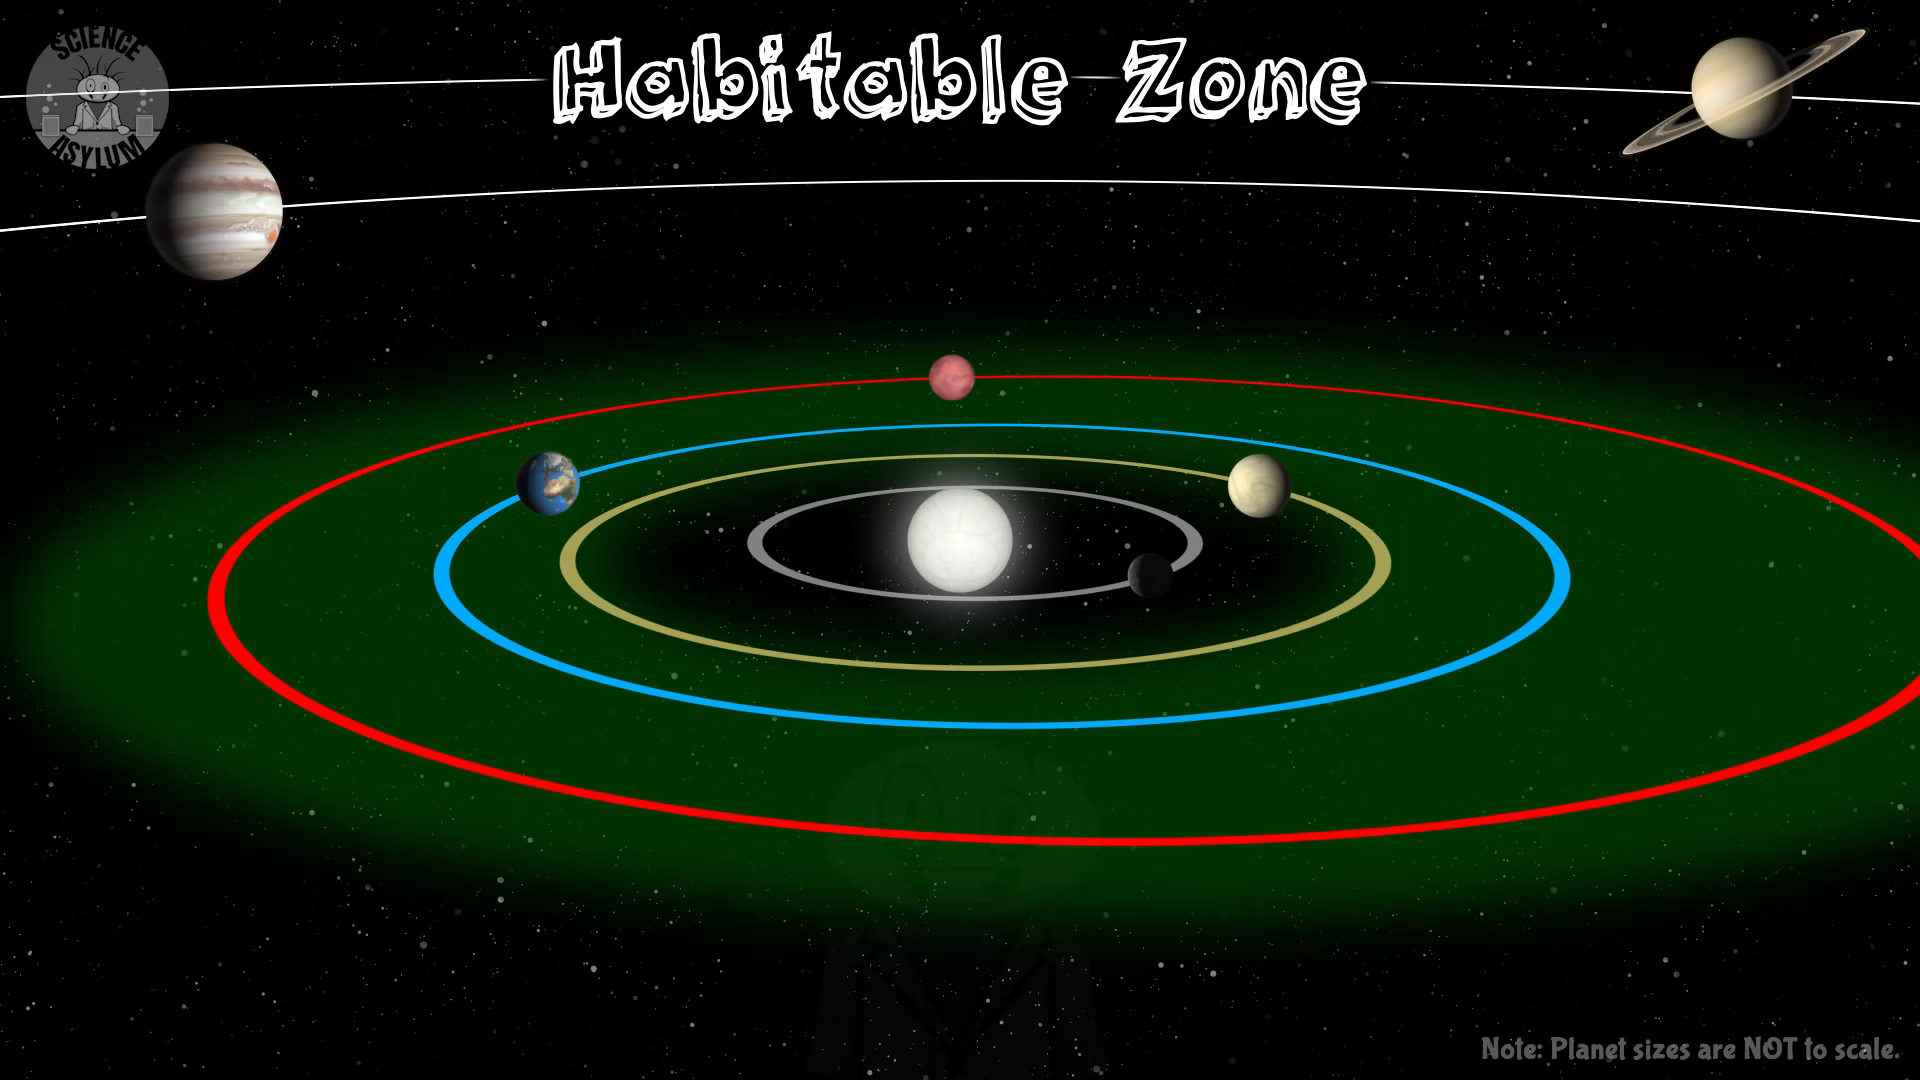 SCIENCE
ASYLUM
Habitable Zone
Note: Planet sizes are NOT to scale.